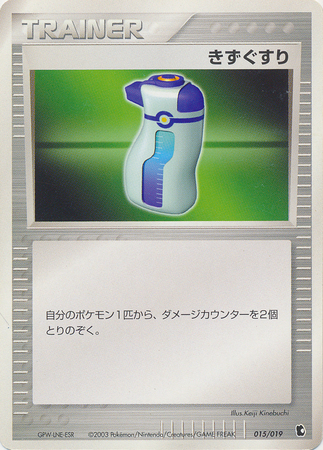 TRAINER
きずぐすり
自分のポケモン1匹から、ダメージカウンターを2個
とりのぞく。
Illus.Keiji Kinebuchi
GPW-LNE-ESR ©2003 Pokémon/Nintendo/Creatures/GAME FREAK 015/019